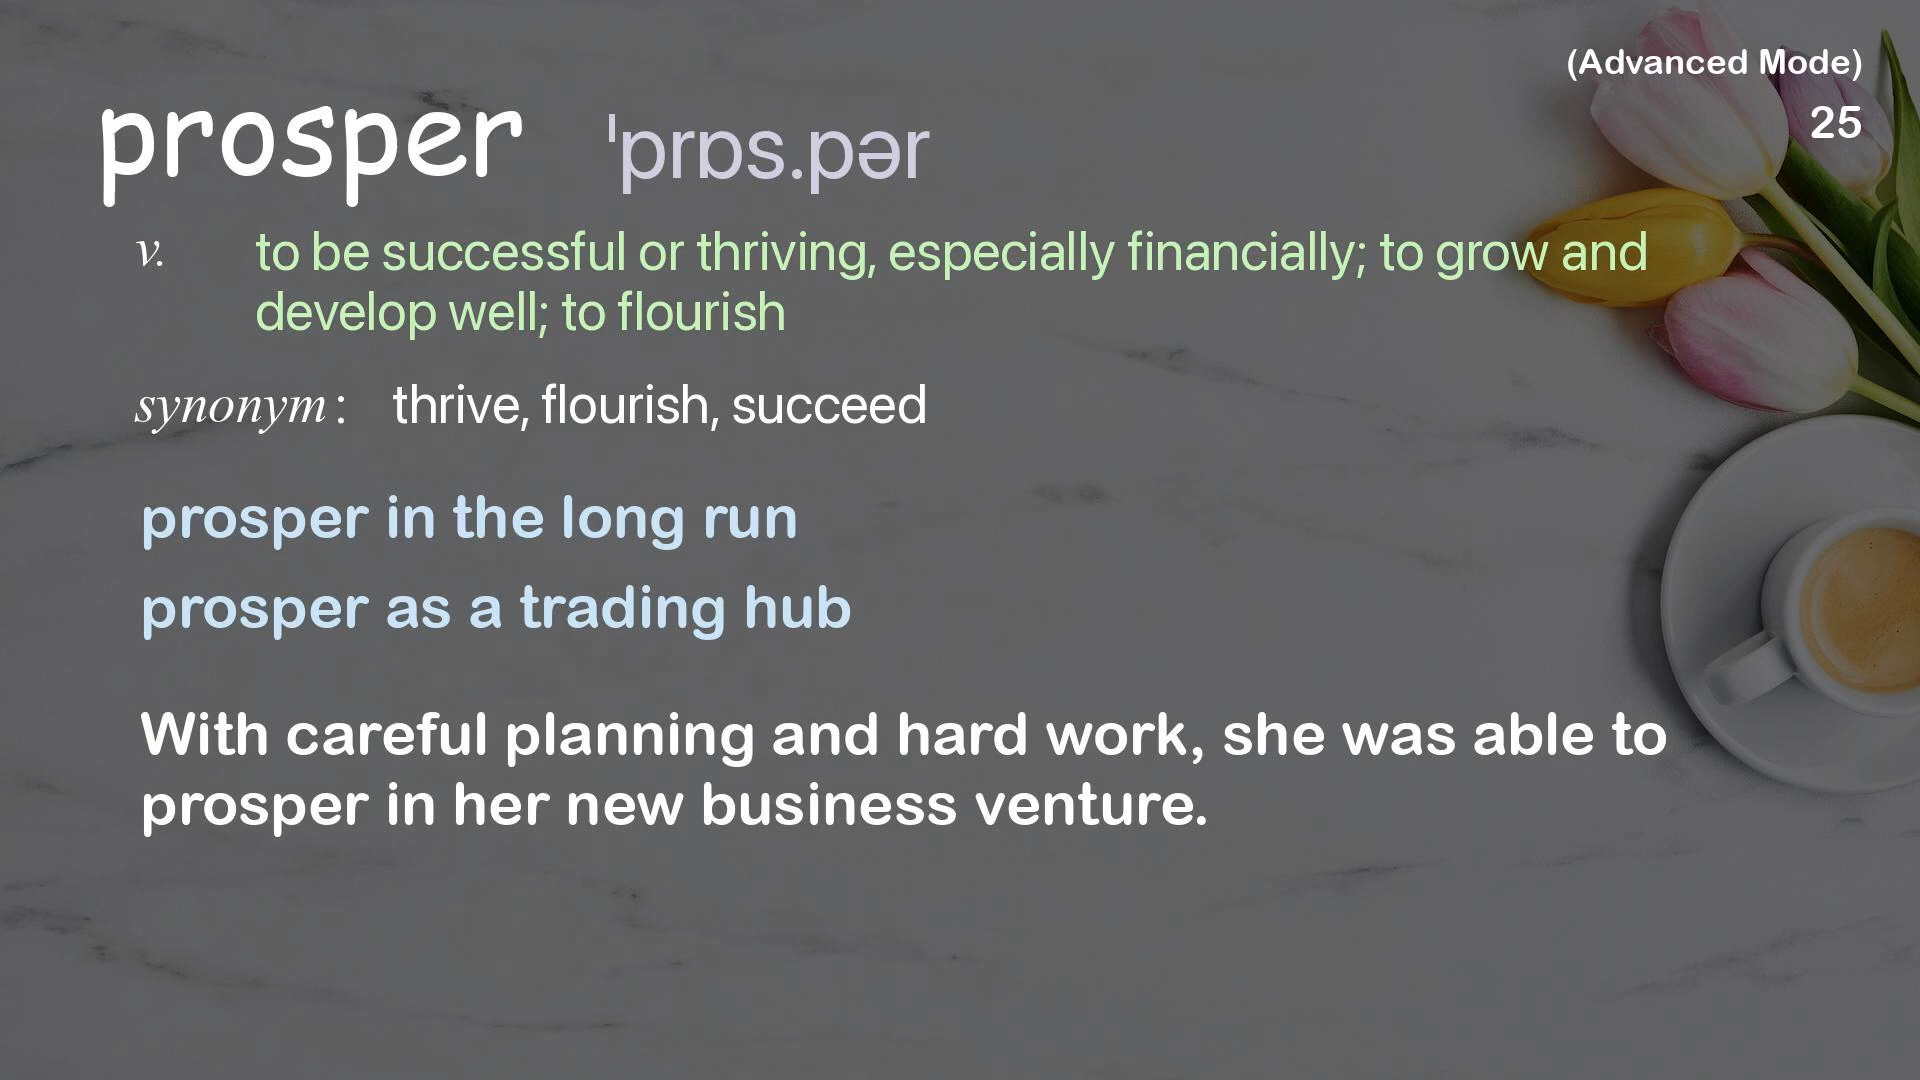 (Advanced Mode)
25
prosper ˈprɒs.pər
v. to be successful or thriving, especially financially; to grow and
develop well; to flourish
synonym: thrive, flourish, succeed
prosper in the long run
prosper as a trading hub
With careful planning and hard work, she was able to
prosper in her new business venture.